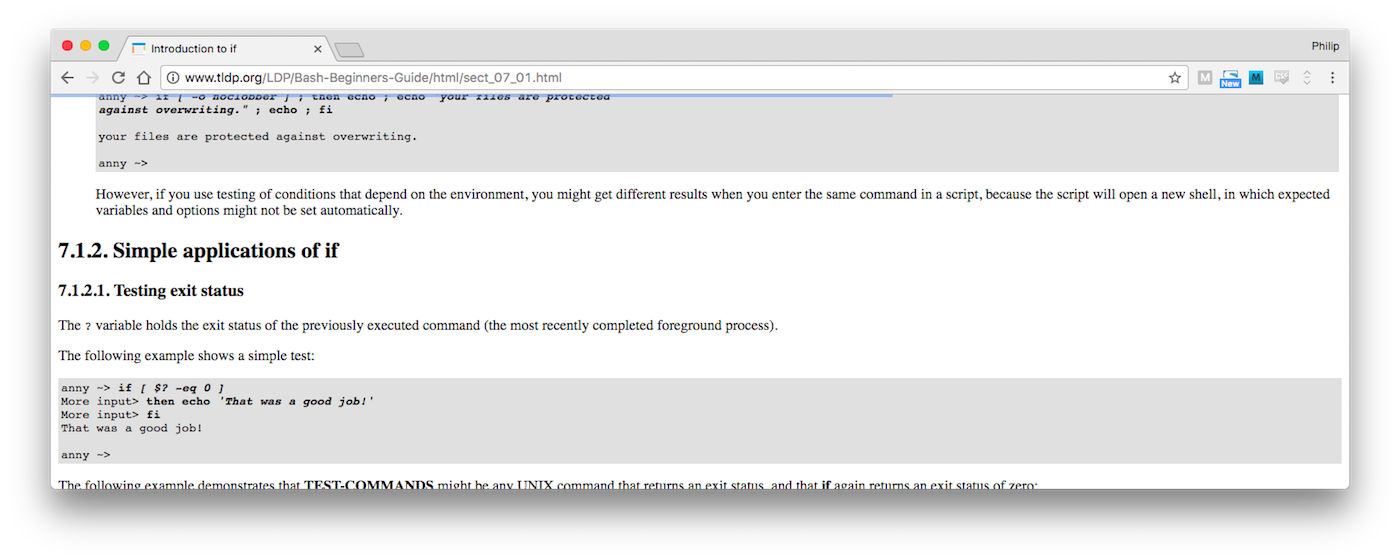 Introduction to if
Philip
www.tldp.org/LDP/Bash-Beginners-Guide/html/sect_07_01.html
M
New
M
anny ~> if [ -o noclobber ] ; then echo ; echo "your files are protected
against overwriting." ; echo ; fi
your files are protected against overwriting.
anny ~>
However, if you use testing of conditions that depend on the environment, you might get different results when you enter the same command in a script, because the script will open a new shell, in which expected
variables and options might not be set automatically.
7.1.2. Simple applications of if
7.1.2.1. Testing exit status
The ? variable holds the exit status of the previously executed command (the most recently completed foreground process).
The following example shows a simple test:
anny ~> if [ $? -eq 0 ]
More input> then echo 'That was a good job!'
More input> fi
That was a good job!
anny ~>
The following example demonstrates that TEST-COMMANDS might be any UNIX command that returns an exit status, and that if again returns an exit status of zero: